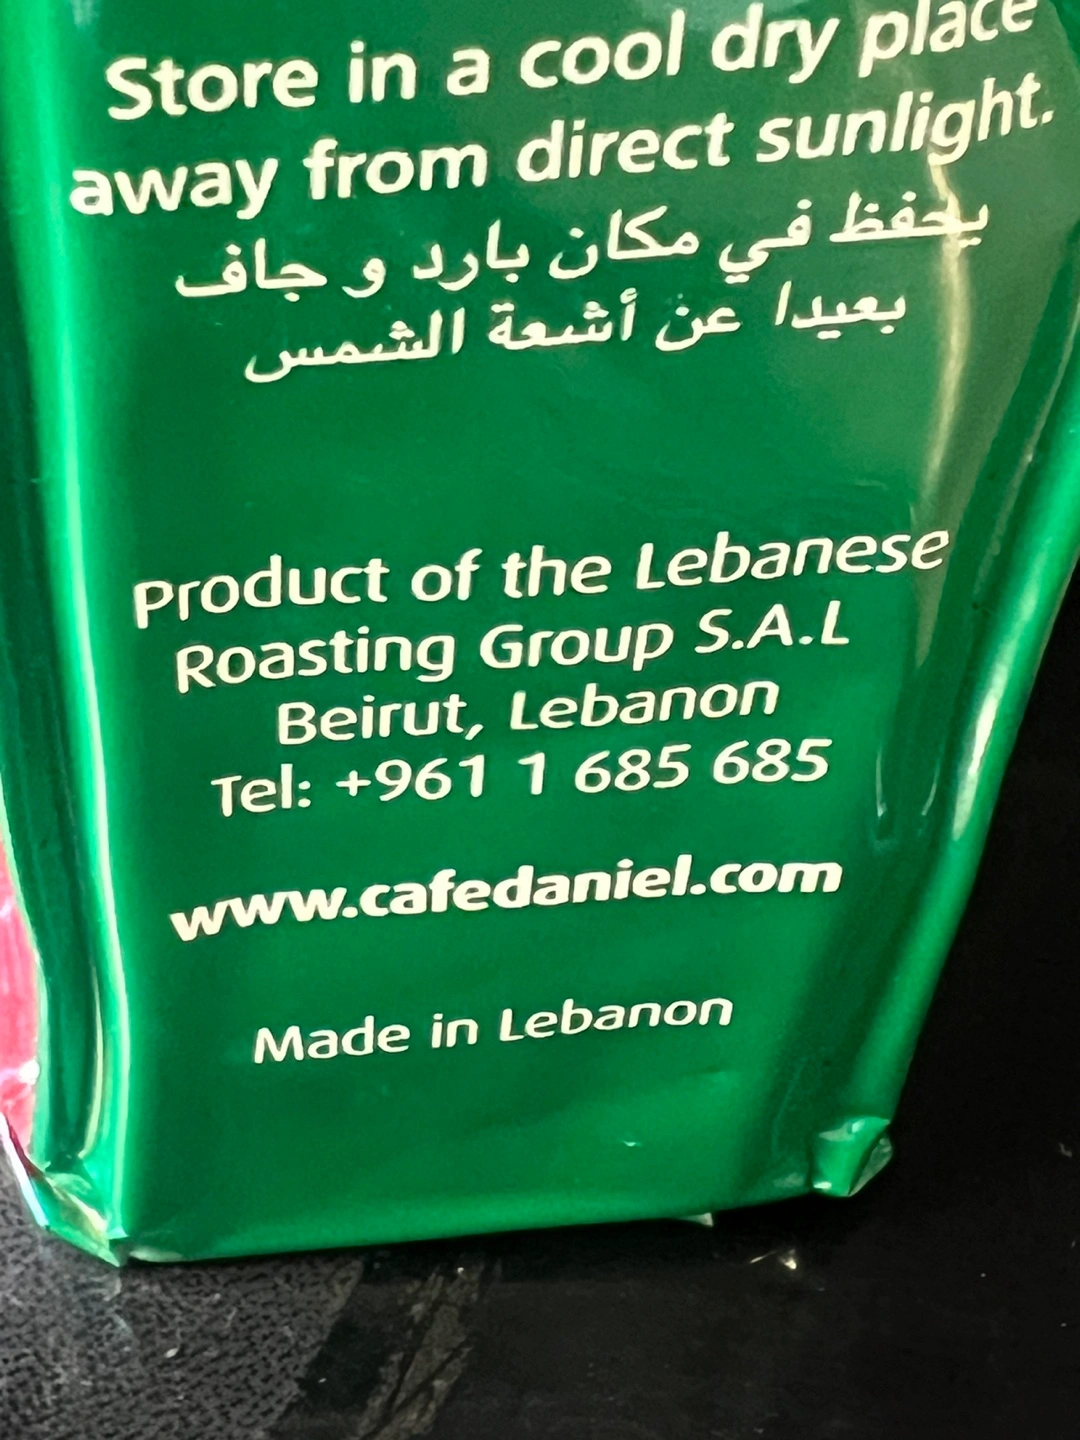 Store in a cool dry place
away from direct sunlight.
يحفظ في مكان بارد و جاف
بعيدا عن أشعة الشمس
Product of the Lebanese
Roasting Group S.A.L
Beirut, Lebanon
Tel: +961 1 685 685
www.cafedaniel.com
Made in Lebanon